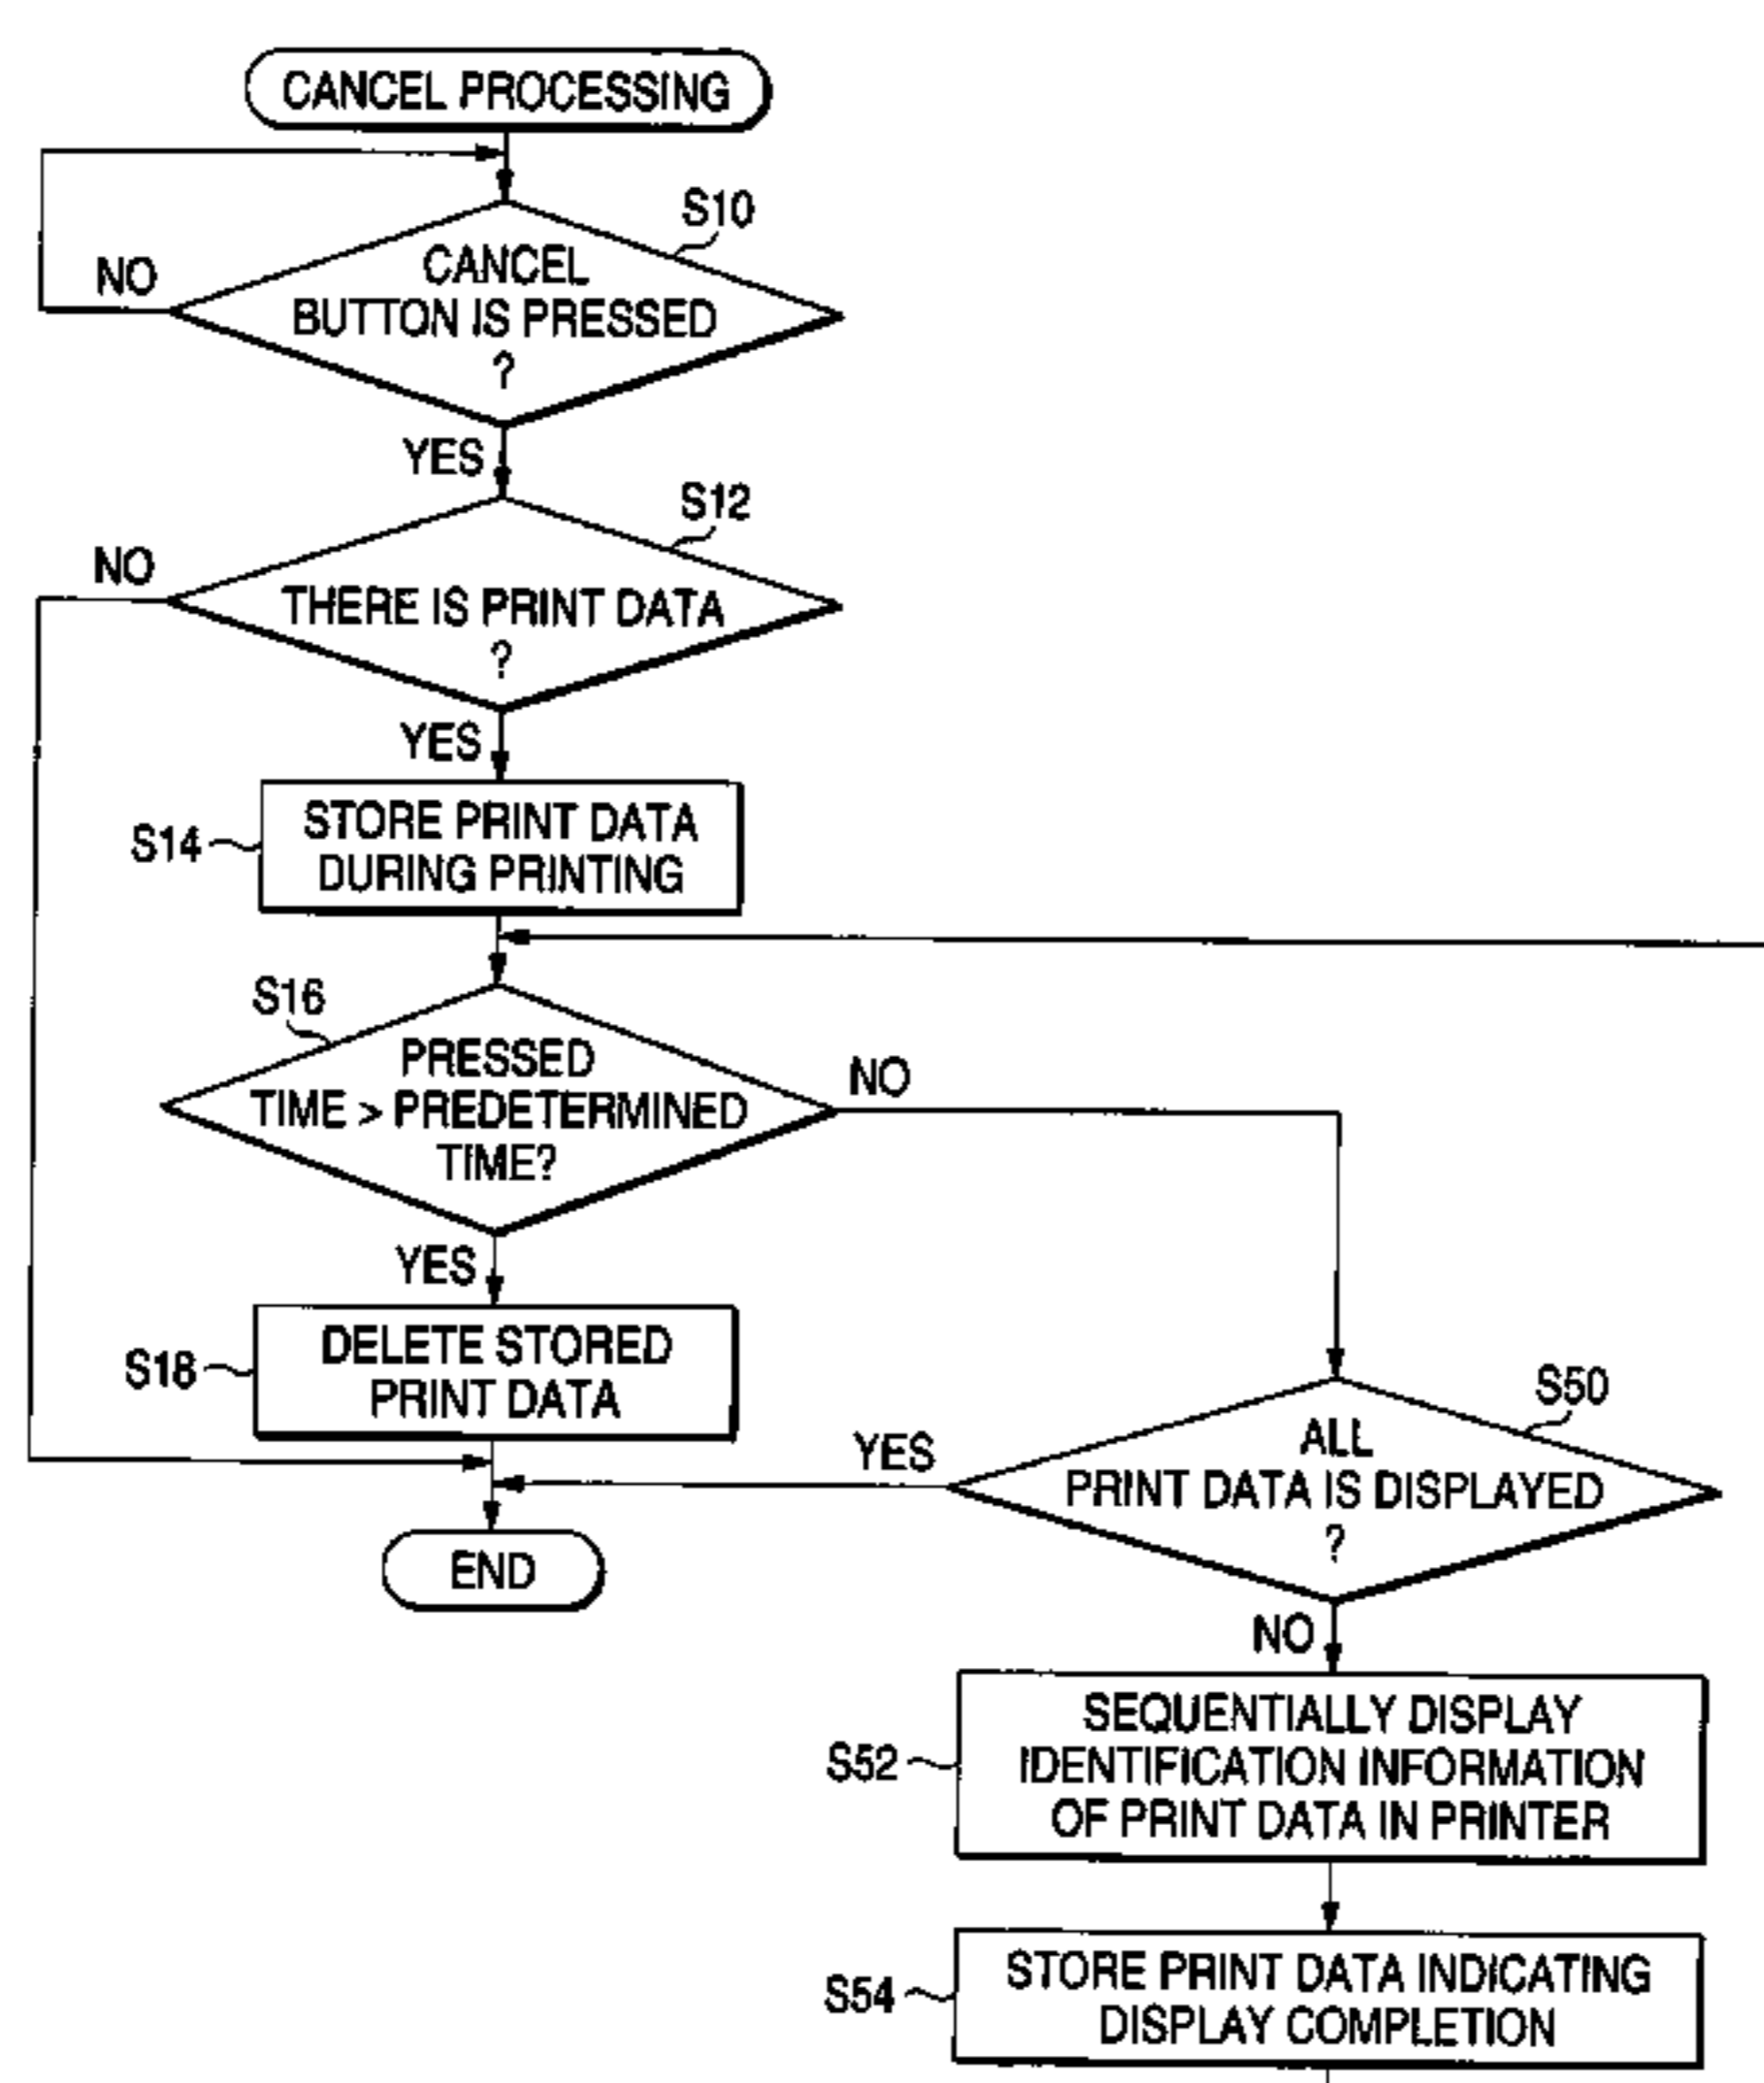 CANCEL PROCESSING
S10
NO
CANCEL
BUTTON IS PRESSED
?
YES
S12
NO
THERE IS PRINT DATA
?
YES
S14
STORE PRINT DATA
DURING PRINTING
S16
PRESSED
TIME > PREDETERMINED
TIME?
NO
YES
S18
DELETE STORED
PRINT DATA
S50
YES
ALL
PRINT DATA IS DISPLAYED
?
END
NO
S52
SEQUENTIALLY DISPLAY
IDENTIFICATION INFORMATION
OF PRINT DATA IN PRINTER
S54
STORE PRINT DATA INDICATING
DISPLAY COMPLETION